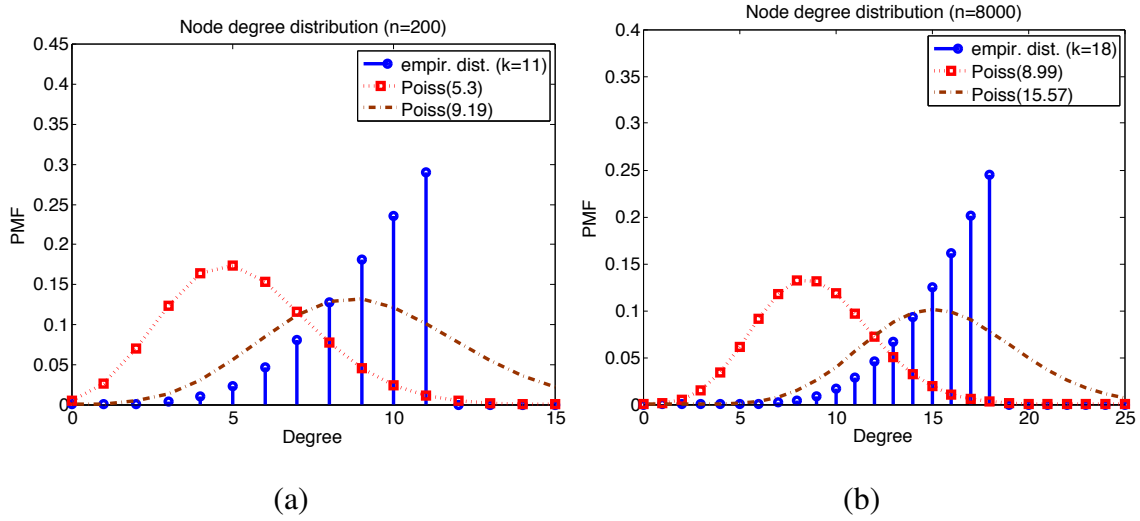 Node degree distribution (n=200)
0.45
0.4
0.35
0.3
0.25
0.2
0.15
0.1
0.05
0
PMF
empir. dist. (k=11)
Poiss(5.3)
Poiss(9.19)
0 5 10 15
Degree
(a)
Node degree distribution (n=8000)
0.4
0.35
0.3
0.25
0.2
0.15
0.1
0.05
0
PMF
empir. dist. (k=18)
Poiss(8.99)
Poiss(15.57)
0 5 10 15 20 25
Degree
(b)